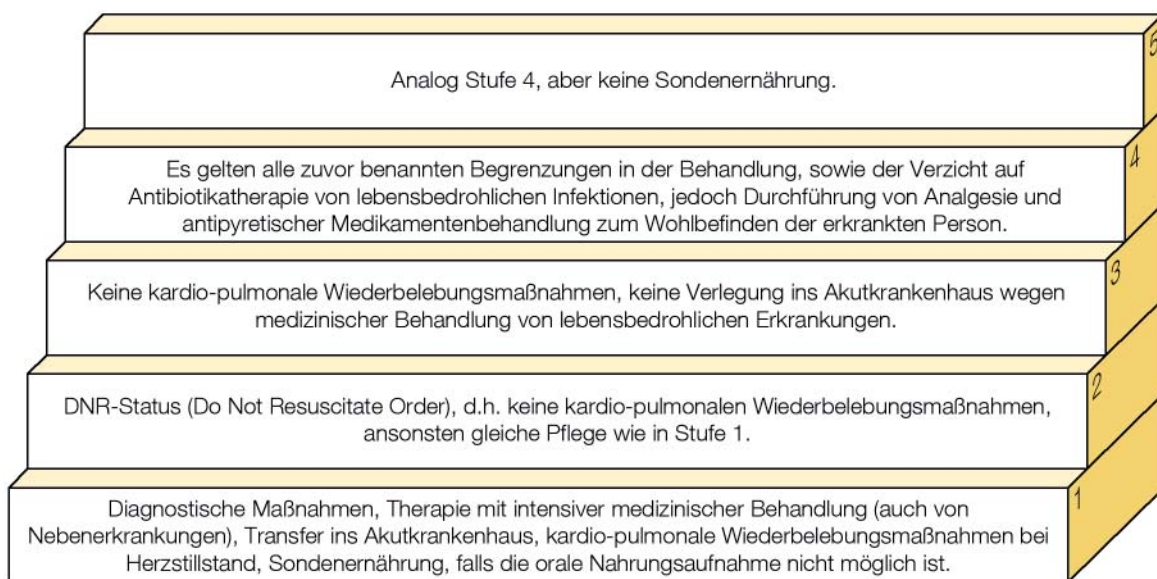 5
Analog Stufe 4, aber keine Sondenernährung.
4
Es gelten alle zuvor benannten Begrenzungen in der Behandlung, sowie der Verzicht auf
Antibiotikatherapie von lebensbedrohlichen Infektionen, jedoch Durchführung von Analgesie und
antipyretischer Medikamentenbehandlung zum Wohlbefinden der erkrankten Person.
3
Keine kardio-pulmonale Wiederbelebungsmaßnahmen, keine Verlegung ins Akutkrankenhaus wegen
medizinischer Behandlung von lebensbedrohlichen Erkrankungen.
2
DNR-Status (Do Not Resuscitate Order), d.h. keine kardio-pulmonalen Wiederbelebungsmaßnahmen,
ansonsten gleiche Pflege wie in Stufe 1.
1
Diagnostische Maßnahmen, Therapie mit intensiver medizinischer Behandlung (auch von
Nebenerkrankungen), Transfer ins Akutkrankenhaus, kardio-pulmonale Wiederbelebungsmaßnahmen bei
Herzstillstand, Sondenernährung, falls die orale Nahrungsaufnahme nicht möglich ist.